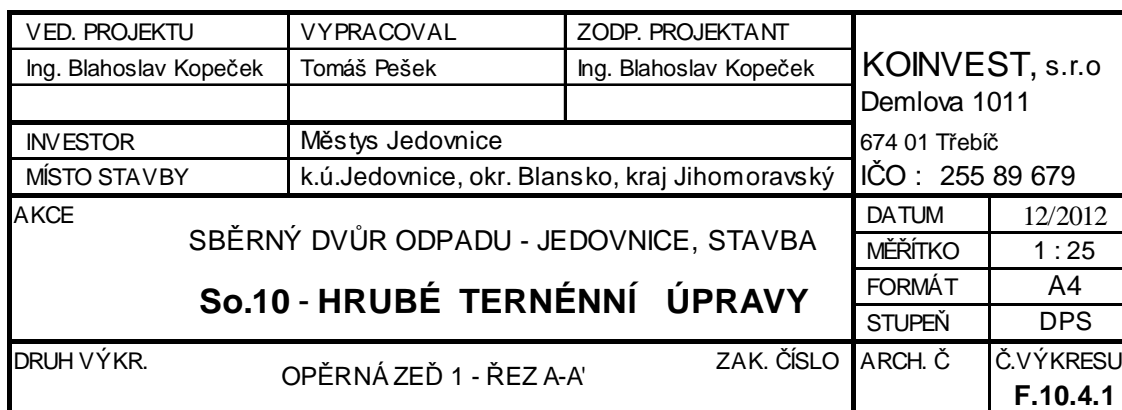 VED. PROJEKTU VYPRACOVAL ZODP. PROJEKTANT
Ing. Blahoslav Kopeček Tomáš Pešek Ing. Blahoslav Kopeček
KOINVEST, s.r.o
Demlova 1011
INVESTOR Městys Jedovnice
674 01 Třebíč
MÍSTO STAVBY k.ú.Jedovnice, okr. Blansko, kraj Jihomoravský
IČO : 255 89 679
AKCE
SBĚRNÝ DVŮR ODPADU - JEDOVNICE, STAVBA
So.10 - HRUBÉ TERNÉNNÍ ÚPRAVY
DATUM 12/2012
MĚŘÍTKO 1 : 25
FORMÁT A4
STUPEŇ DPS
DRUH VÝKR. ZAK. ČÍSLO ARCH. Č Č.VÝKRESU
OPĚRNÁ ZEĎ 1 - ŘEZ A-A'
F.10.4.1